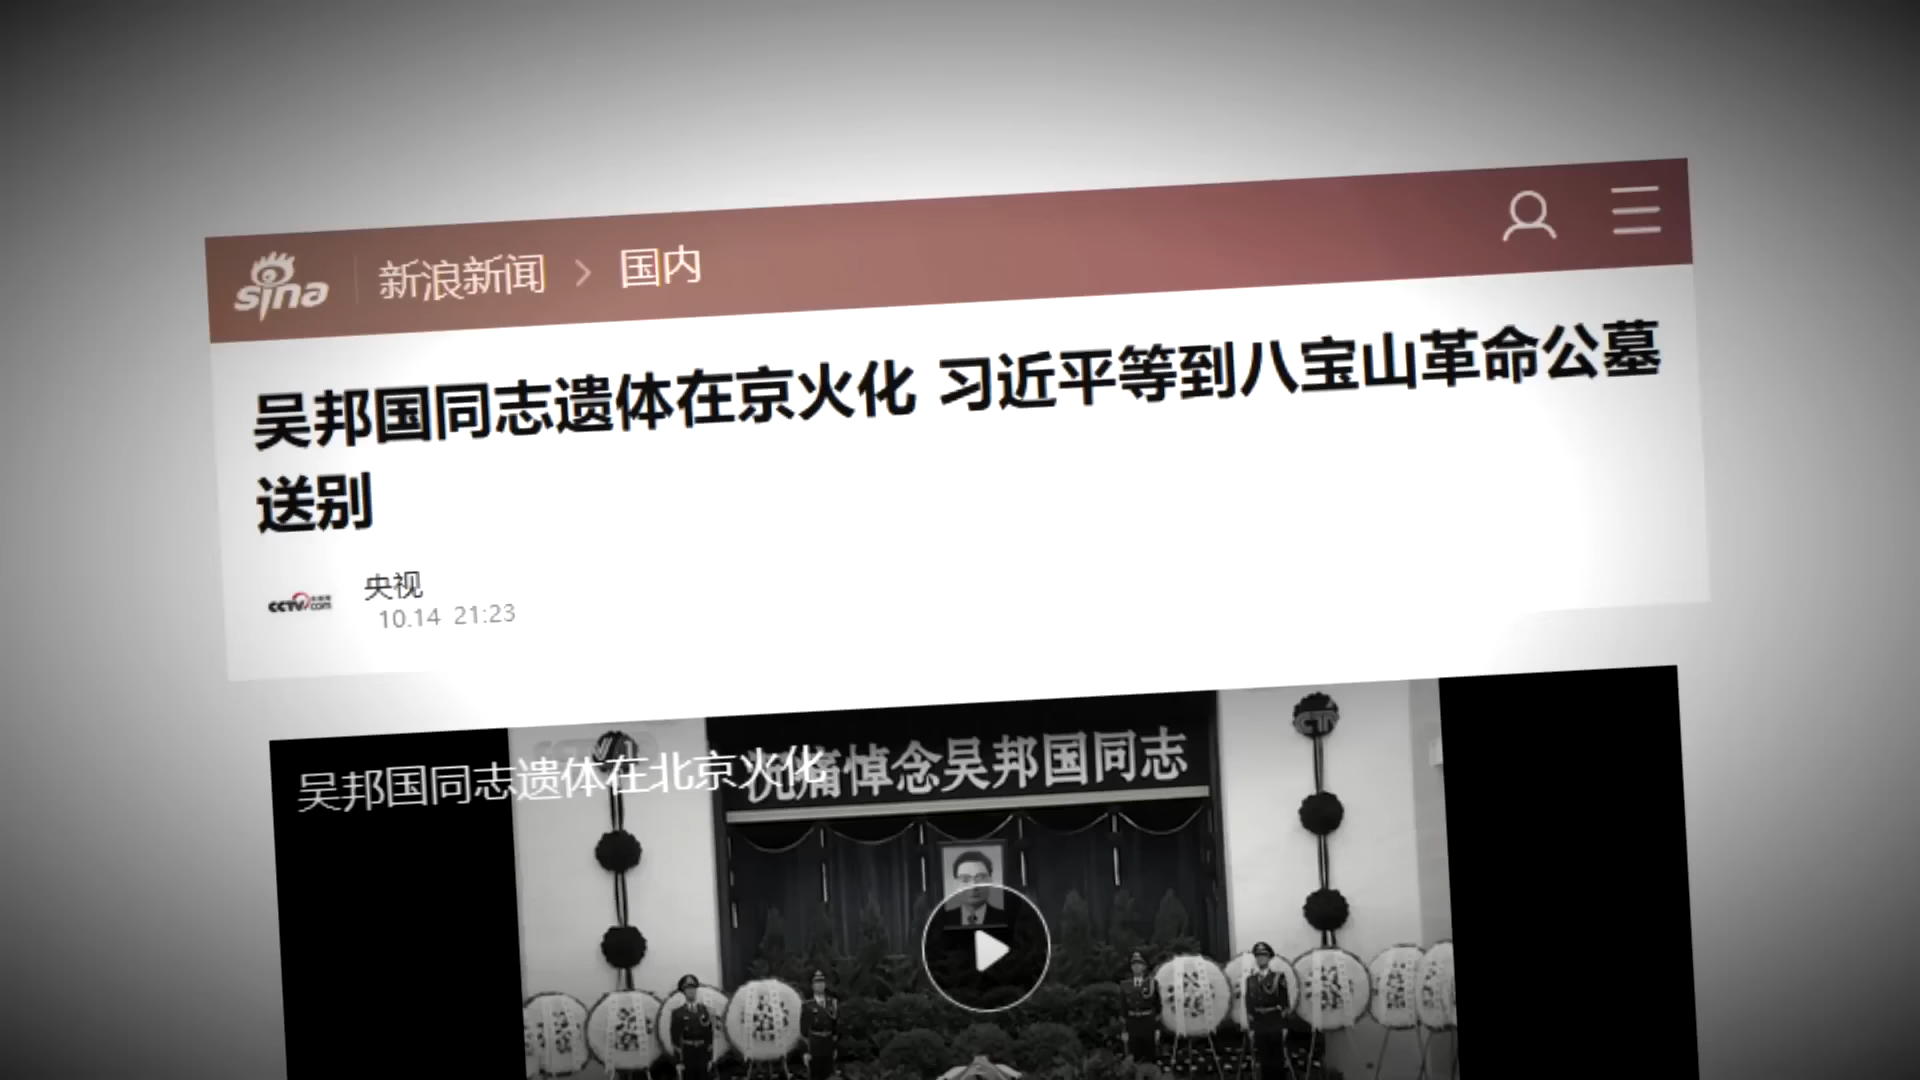 sina 新浪新闻 > 国内
吴邦国同志遗体在京火化 习近平等到八宝山革命公墓
送别
CCTV.com 央视
10.14 21:23
吴邦国同志遗体在北京火化
沉痛悼念吴邦国同志
CCTV